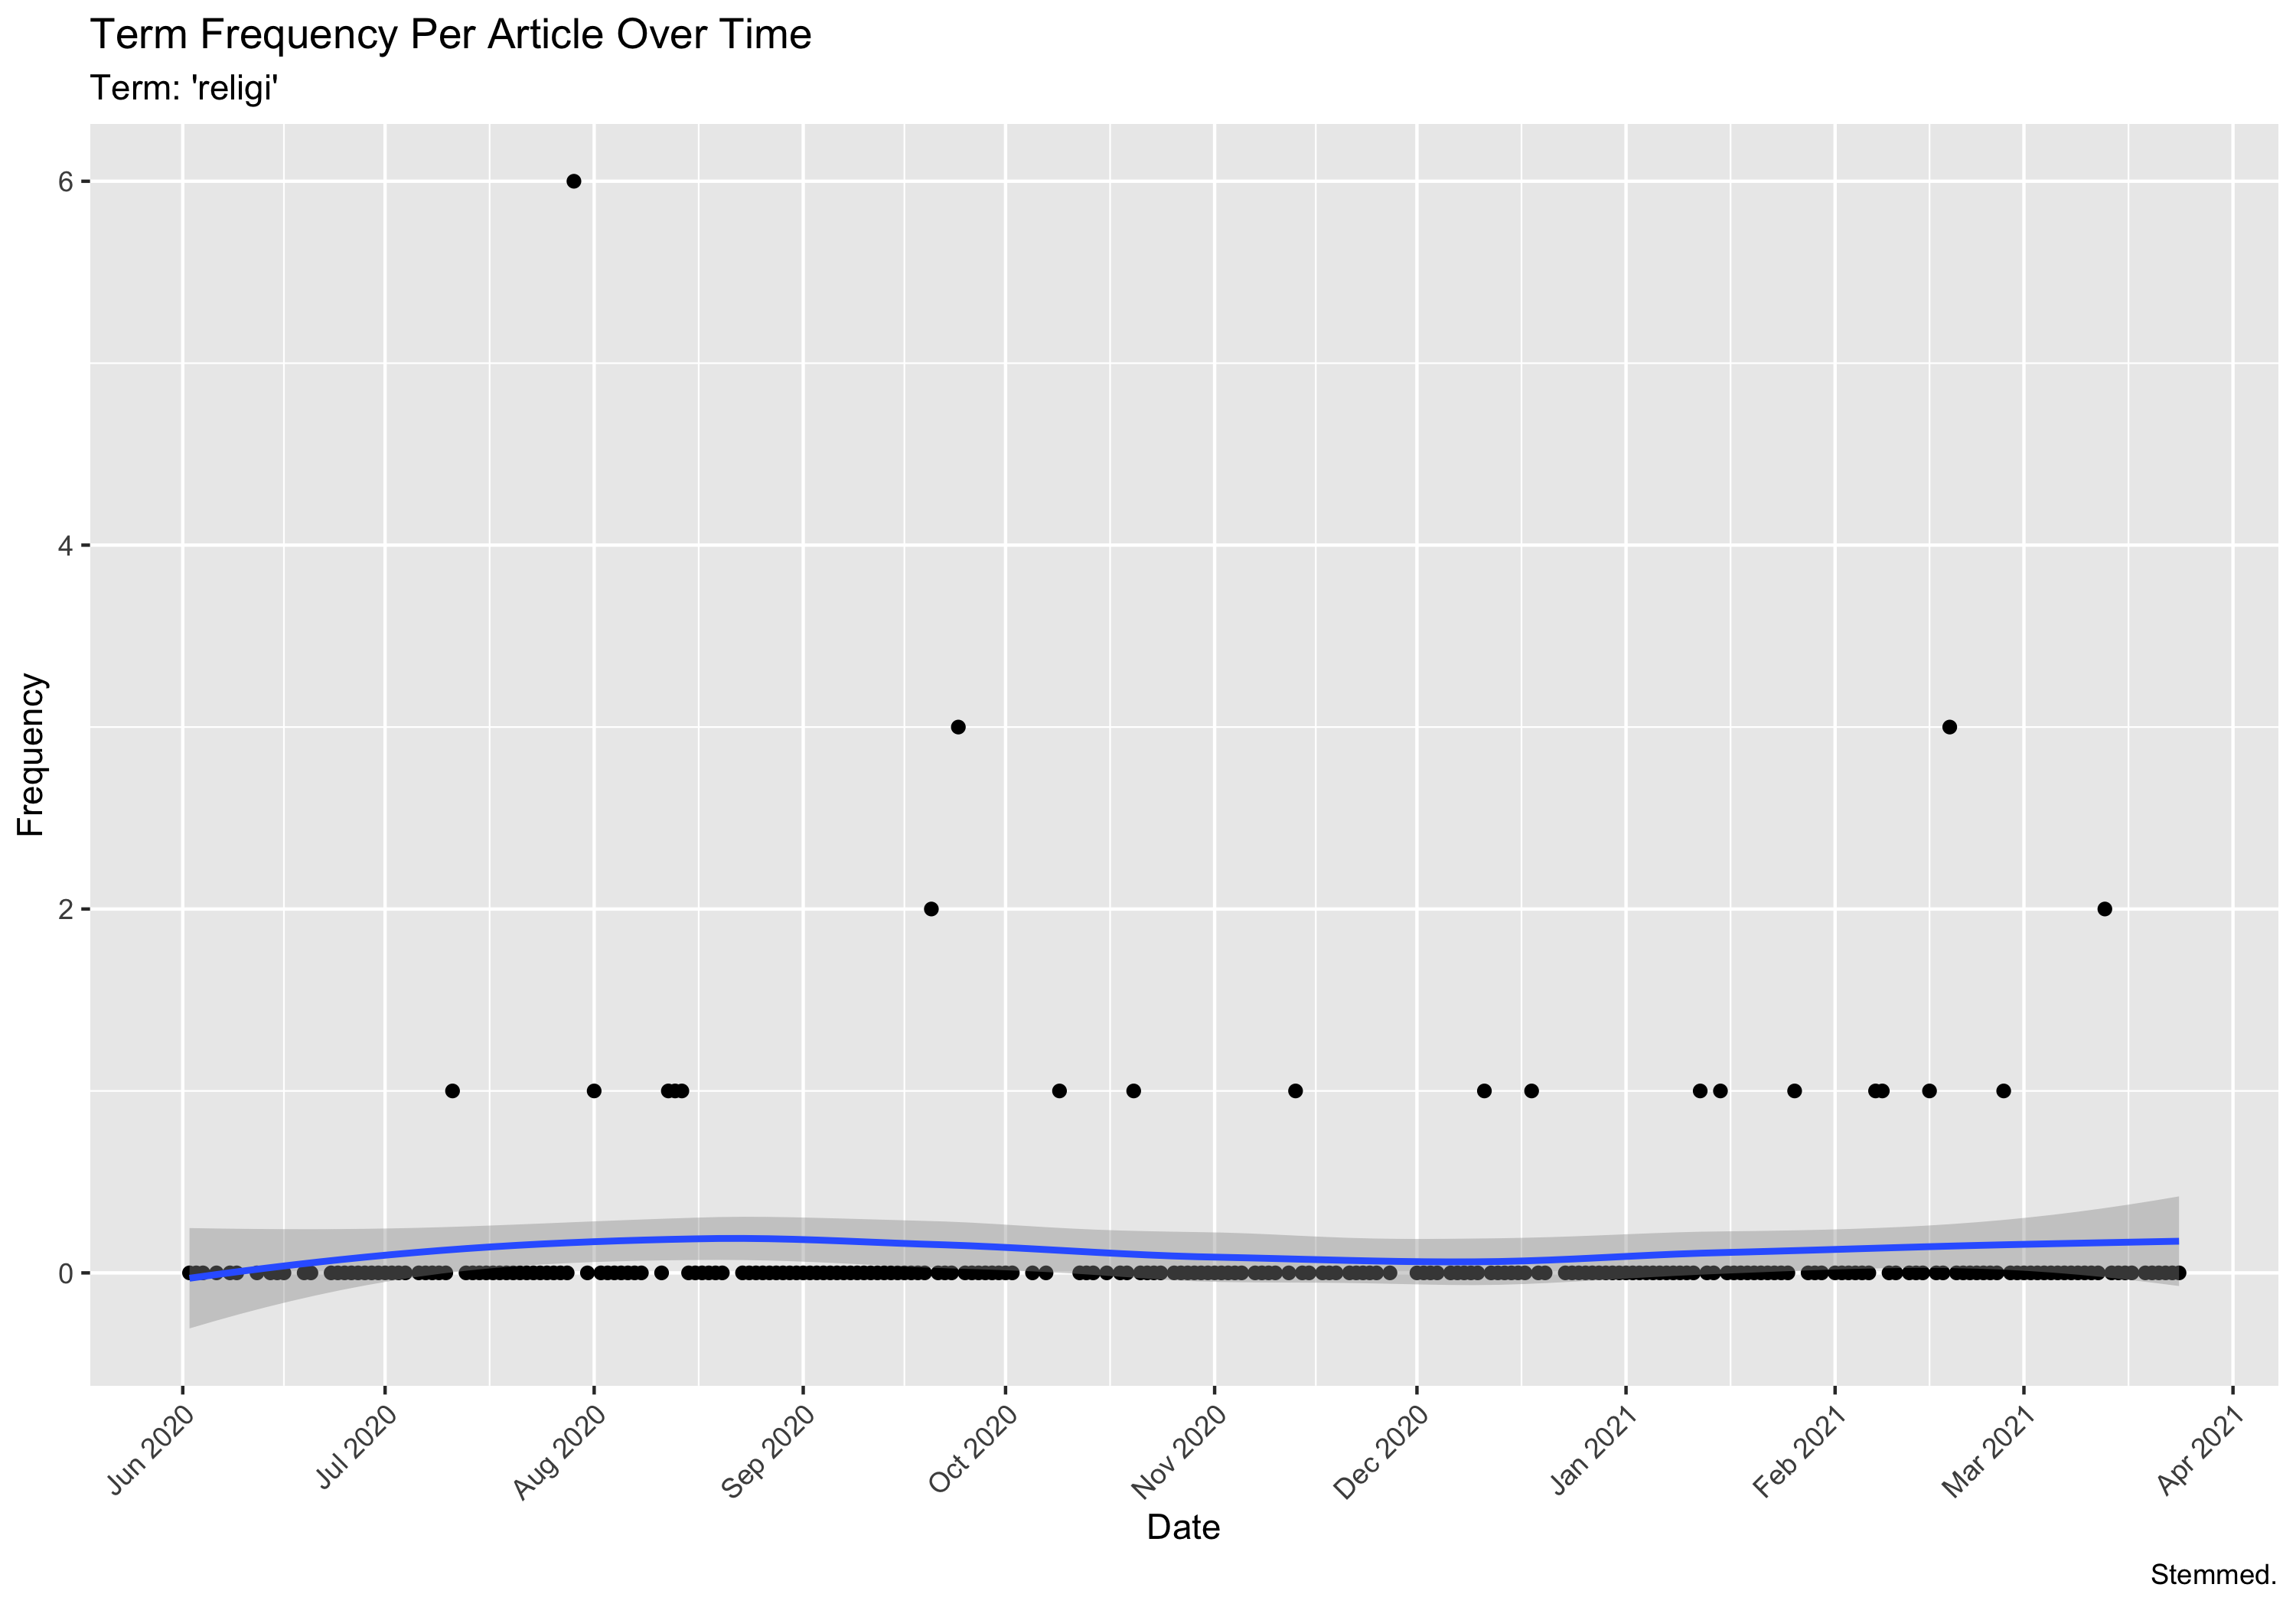 Term Frequency Per Article Over Time
Term: 'religi'
6
4
2
0
Frequency
Jun 2020
Jul 2020
Aug 2020
Sep 2020
Oct 2020
Nov 2020
Dec 2020
Jan 2021
Feb 2021
Mar 2021
Apr 2021
Date
Stemmed.